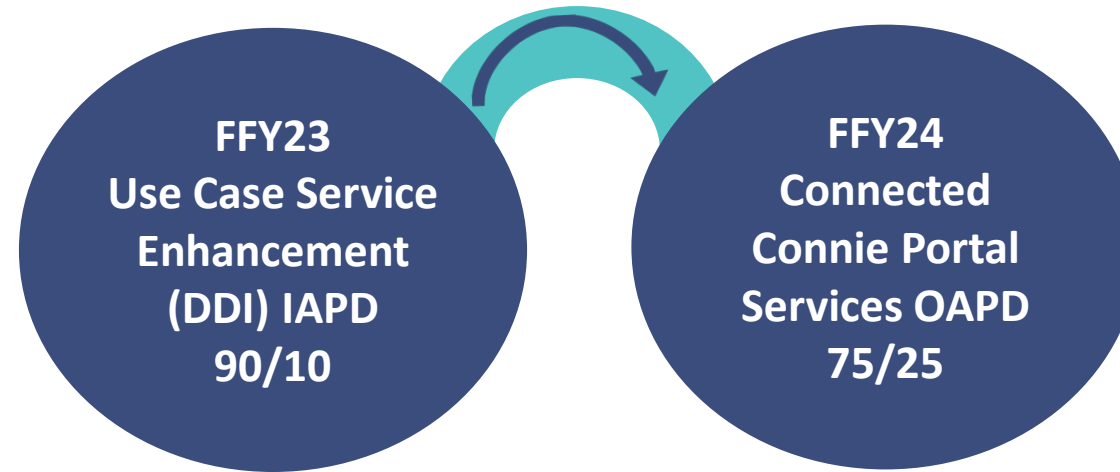 FFY23
Use Case Service
Enhancement
(DDI) IAPD
90/10
FFY24
Connected
Connie Portal
Services OAPD
75/25